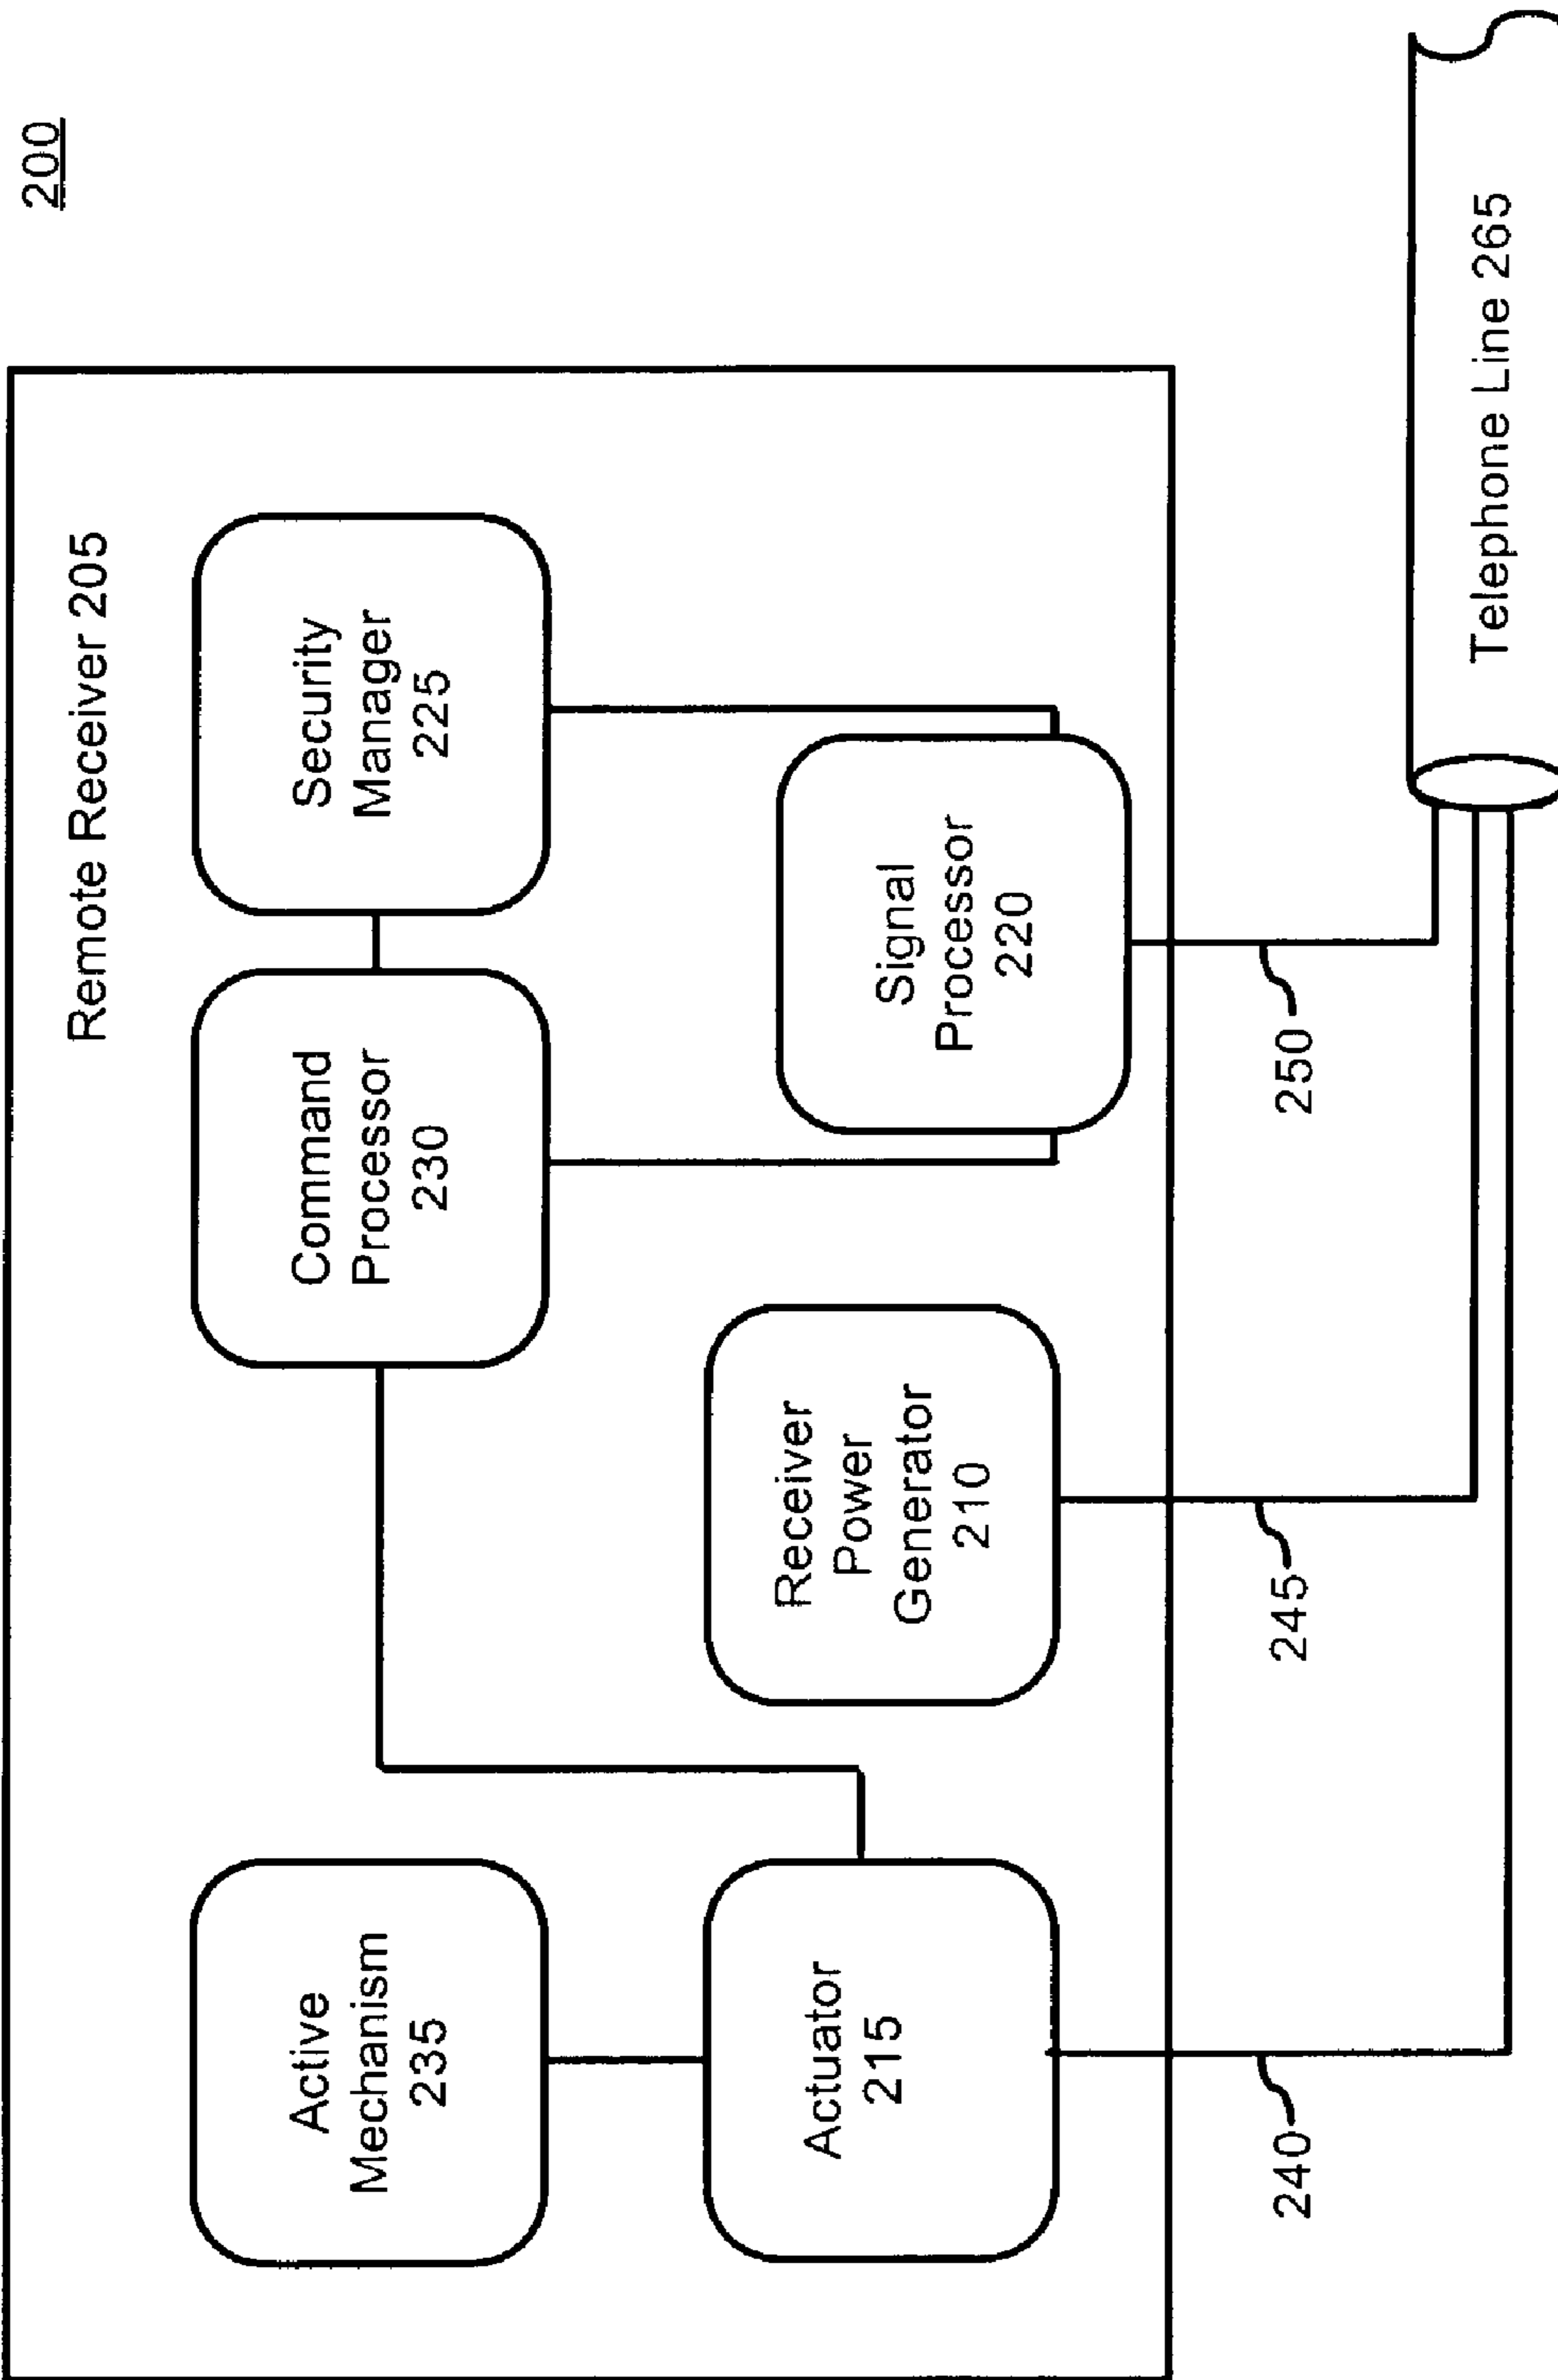 200
Remote Receiver 205
Active
Mechanism
235
Command
Processor
230
Security
Manager
225
Actuator
215
Receiver
Power
Generator
210
Signal
Processor
220
240
245
250
Telephone Line 265